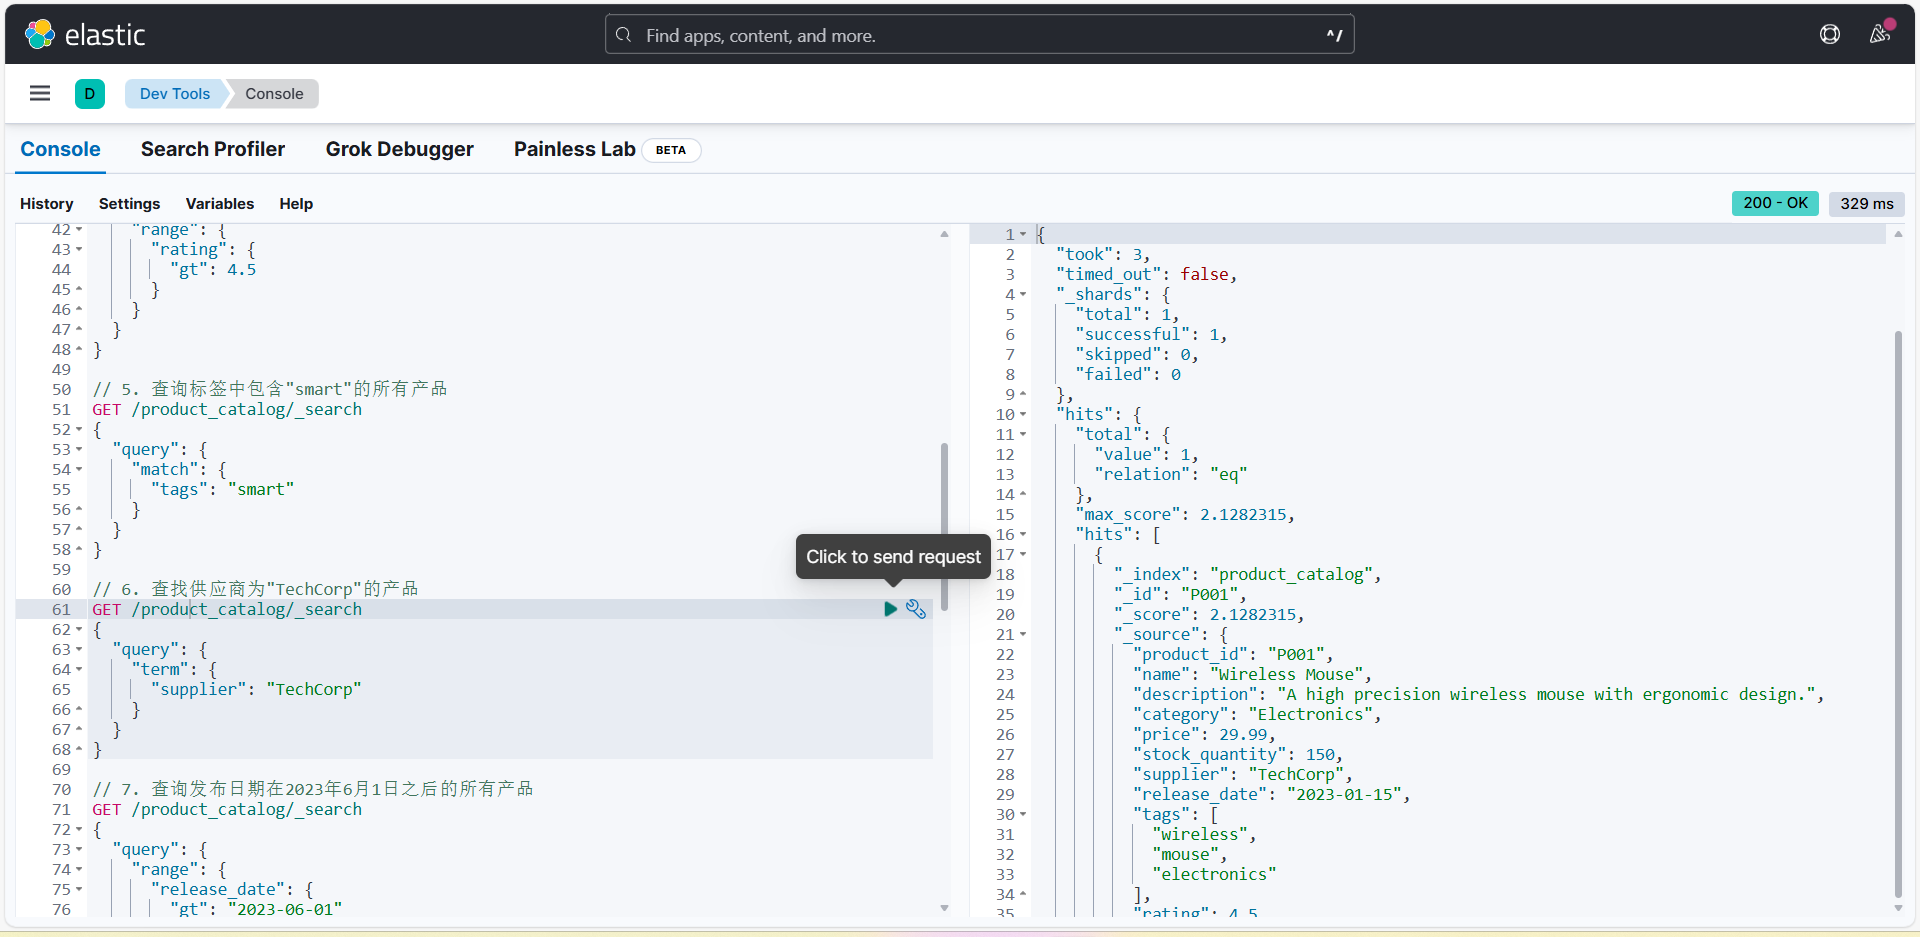 elastic
Find apps, content, and more.
^/
D
Dev Tools
Console
Console
Search Profiler
Grok Debugger
Painless Lab
BETA
History
Settings
Variables
Help
200 - OK
329 ms
42 "range": {
43 "rating": {
44 "gt": 4.5
45 }
46 }
47 }
48 }
49
50 // 5. 查询标签中包含"smart"的所有产品
51 GET /product_catalog/_search
52 {
53 "query": {
54 "match": {
55 "tags": "smart"
56 }
57 }
58 }
59
60 // 6. 查找供应商为"TechCorp"的产品
61 GET /product_catalog/_search
62 {
63 "query": {
64 "term": {
65 "supplier": "TechCorp"
66 }
67 }
68 }
69
70 // 7. 查询发布日期在2023年6月1日之后的所有产品
71 GET /product_catalog/_search
72 {
73 "query": {
74 "range": {
75 "release_date": {
76 "gt": "2023-06-01"
Click to send request
1 {
2 "took": 3,
3 "timed_out": false,
4 "_shards": {
5 "total": 1,
6 "successful": 1,
7 "skipped": 0,
8 "failed": 0
9 },
10 "hits": {
11 "total": {
12 "value": 1,
13 "relation": "eq"
14 },
15 "max_score": 2.1282315,
16 "hits": [
17 {
18 "_index": "product_catalog",
19 "_id": "P001",
20 "_score": 2.1282315,
21 "_source": {
22 "product_id": "P001",
23 "name": "Wireless Mouse",
24 "description": "A high precision wireless mouse with ergonomic design.",
25 "category": "Electronics",
26 "price": 29.99,
27 "stock_quantity": 150,
28 "supplier": "TechCorp",
29 "release_date": "2023-01-15",
30 "tags": [
31 "wireless",
32 "mouse",
33 "electronics"
34 ],
35 "rating": 4.5